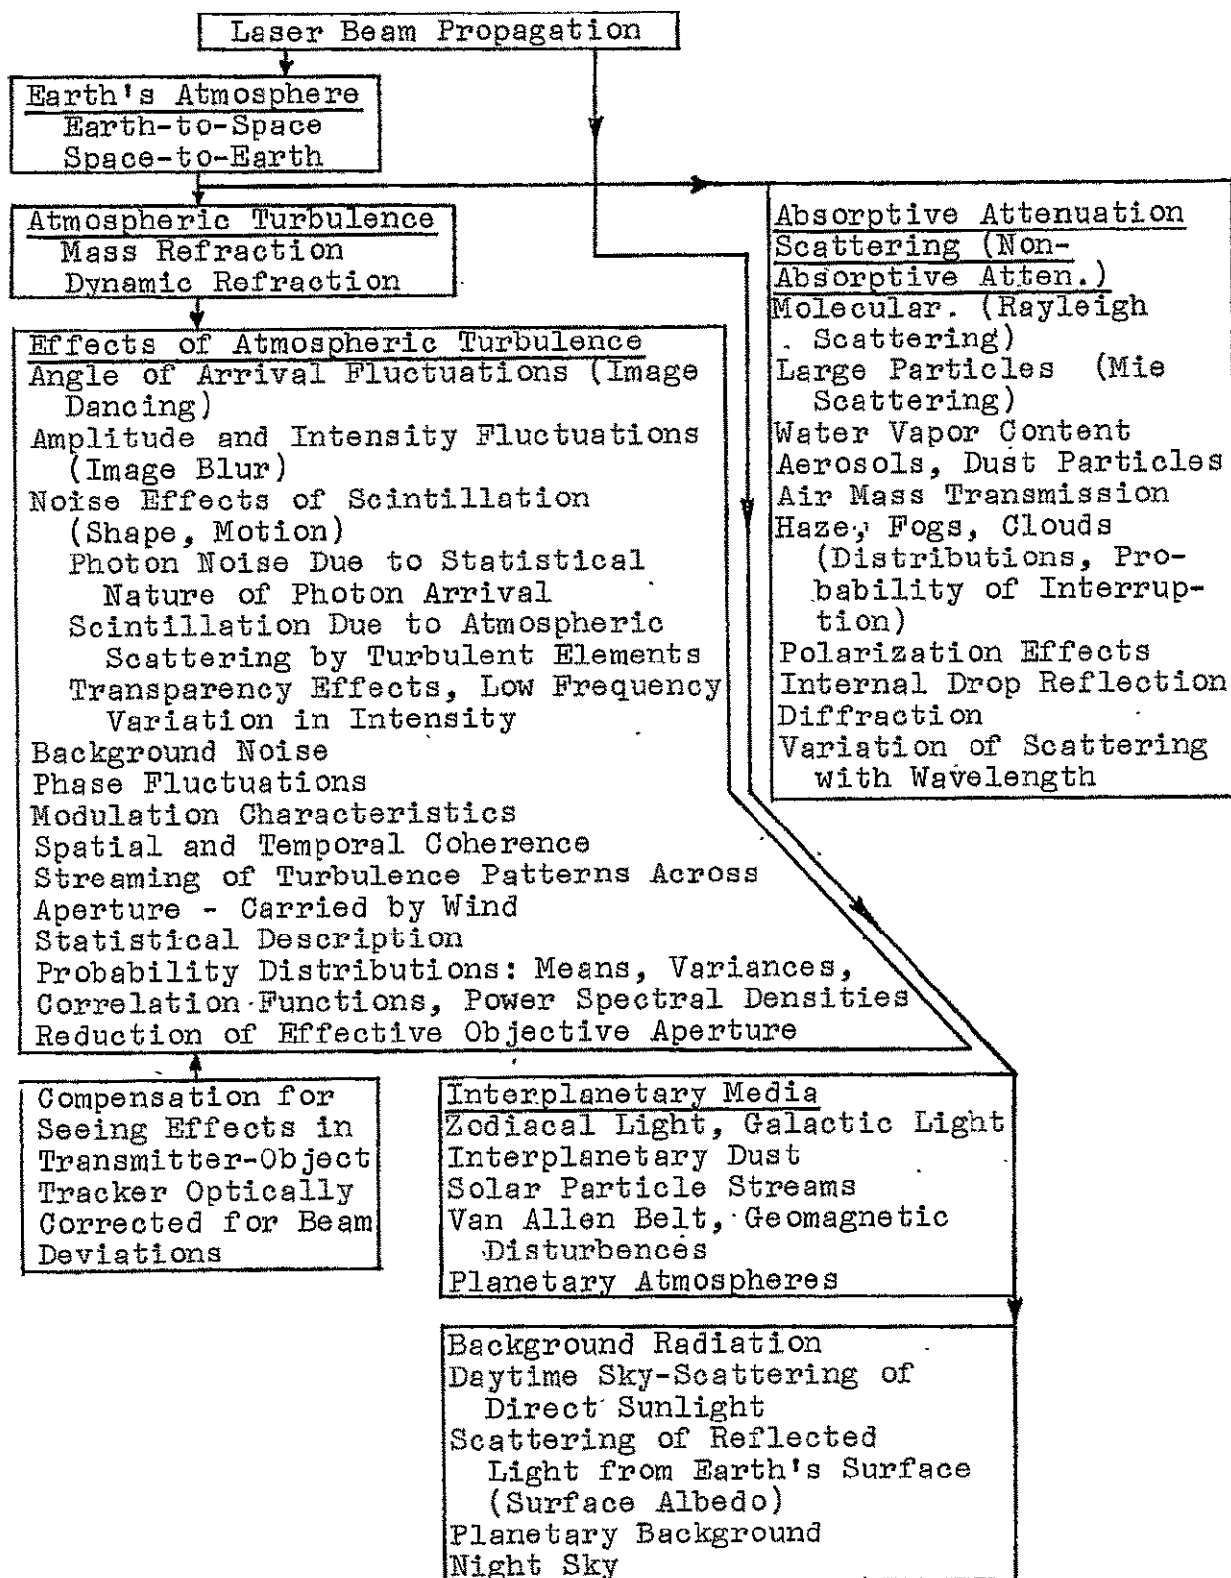 Laser Beam Propagation
Earth's Atmosphere
Earth-to-Space
Space-to-Earth
Atmospheric Turbulence
Mass Refraction
Dynamic Refraction
Effects of Atmospheric Turbulence
Angle of Arrival Fluctuations (Image
Dancing)
Amplitude and Intensity Fluctuations
(Image Blur)
Noise Effects of Scintillation
(Shape, Motion)
Photon Noise Due to Statistical
Nature of Photon Arrival
Scintillation Due to Atmospheric
Scattering by Turbulent Elements
Transparency Effects, Low Frequency
Variation in Intensity
Background Noise
Phase Fluctuations
Modulation Characteristics
Spatial and Temporal Coherence
Streaming of Turbulence Patterns Across
Aperture - Carried by Wind
Statistical Description
Probability Distributions: Means, Variances,
Correlation Functions, Power Spectral Densities
Reduction of Effective Objective Aperture
Absorptive Attenuation
Scattering (Non-
Absorptive Atten.)
Molecular. (Rayleigh
Scattering)
Large Particles (Mie
Scattering)
Water Vapor Content
Aerosols, Dust Particles
Air Mass Transmission
Haze, Fogs, Clouds
(Distributions, Pro-
bability of Interrup-
tion)
Polarization Effects
Internal Drop Reflection
Diffraction
Variation of Scattering
with Wavelength
Compensation for
Seeing Effects in
Transmitter-Object
Tracker Optically
Corrected for Beam
Deviations
Interplanetary Media
Zodiacal Light, Galactic Light
Interplanetary Dust
Solar Particle Streams
Van Allen Belt, Geomagnetic
Disturbences
Planetary Atmospheres
Background Radiation
Daytime Sky-Scattering of
Direct Sunlight
Scattering of Reflected
Light from Earth's Surface
(Surface Albedo)
Planetary Background
Night Sky